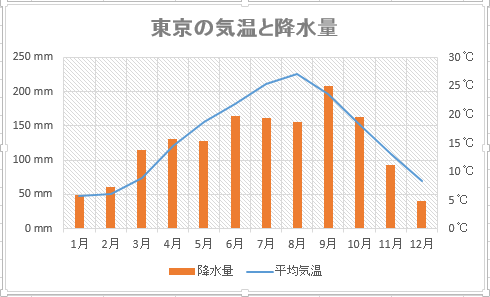 東京の気温と降水量
250 mm
200 mm
150 mm
100 mm
50 mm
0 mm
30℃
25℃
20℃
15℃
10℃
5℃
0℃
1月 2月 3月 4月 5月 6月 7月 8月 9月 10月 11月 12月
降水量 平均気温